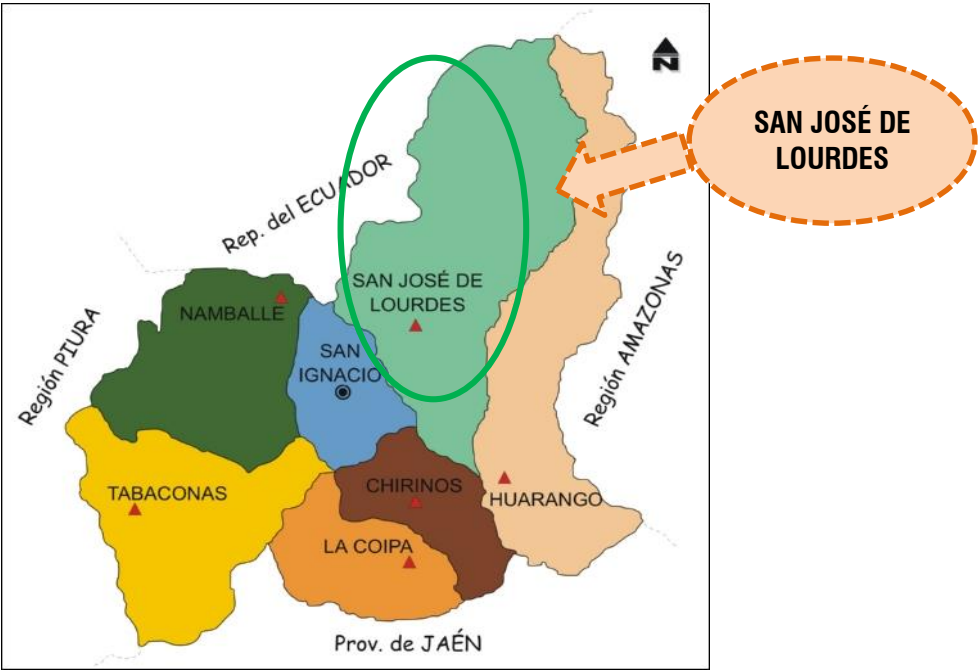 N
SAN JOSÉ DE
LOURDES
Rep. del ECUADOR
SAN JOSÉ DE
LOURDES
NAMBALLE
Región PIURA
Región AMAZONAS
SAN
IGNACIO
TABACONAS
CHIRINOS
HUARANGO
LA COIPA
Prov. de JAÉN